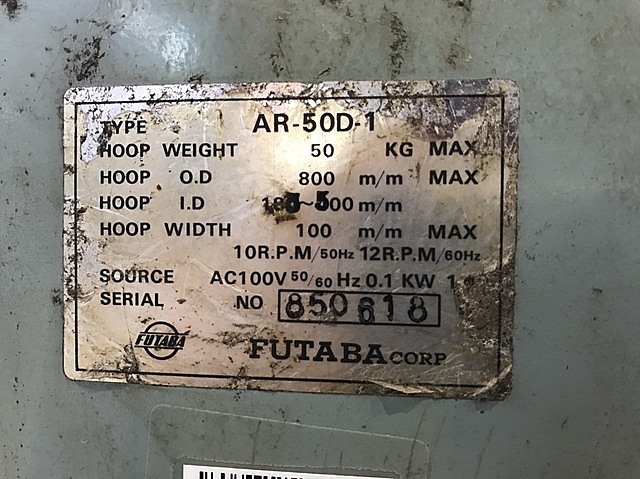 TYPE AR-50D-1
HOOP WEIGHT 50 KG MAX
HOOP O.D 800 m/m MAX
HOOP I.D m/m
HOOP WIDTH 100 m/m MAX
10R.P.M/50Hz 12R.P.M/60Hz
SOURCE AC100V 50/60 Hz 0.1 KW 1
SERIAL NO 850618
FUTABA FUTABA CORP